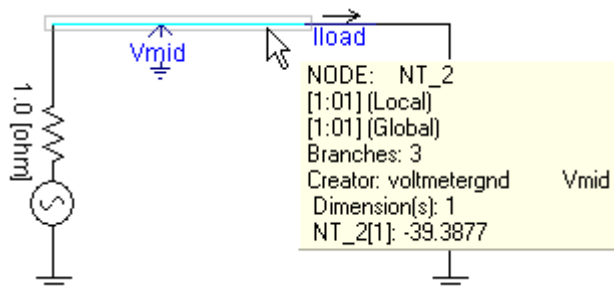 Iload
Vmid
1.0 [ohm]
NODE: NT_2
[1:01] (Local)
[1:01] (Global)
Branches: 3
Creator: voltmetergnd Vmid
Dimension(s): 1
NT_2[1]: -39.3877